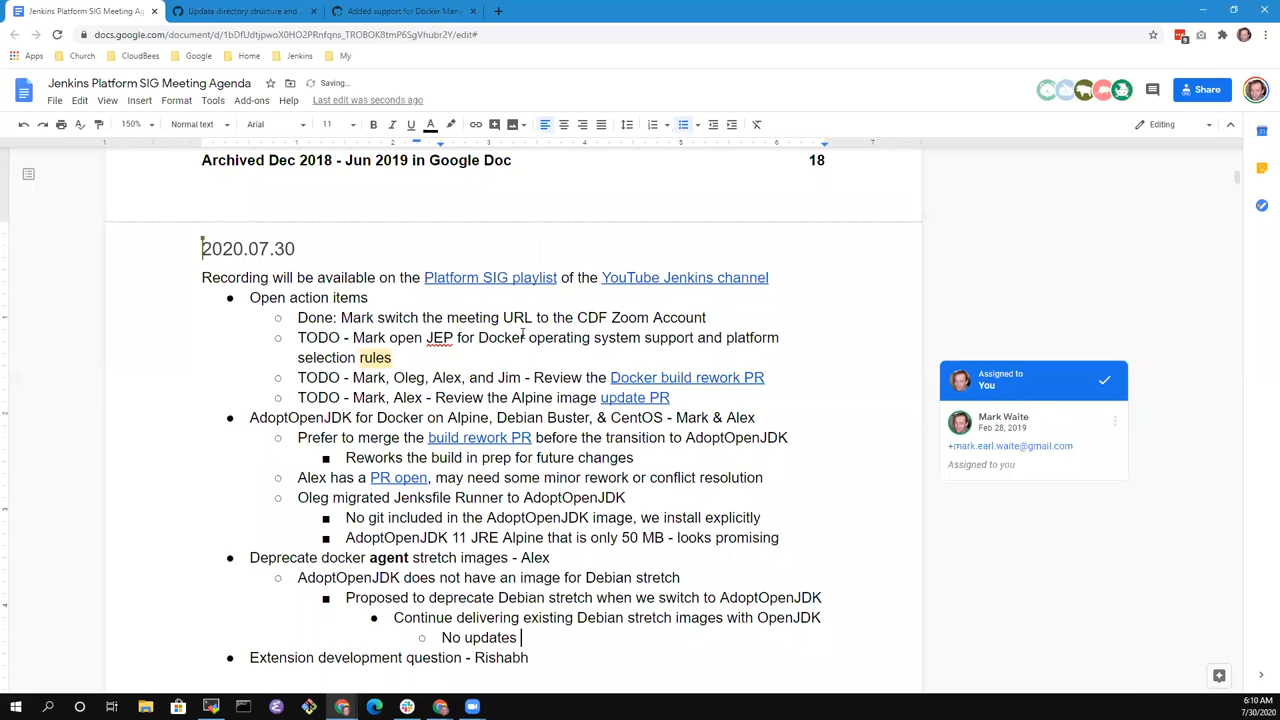 Jenkins Platform SIG Meeting Ag
Update directory structure and
Added support for Docker Man
docs.google.com/document/d/1bDfUdtjpwoX0HO2PRnfqns_TROBOK8tmP6SgVhubr2Y/edit#
Apps Church CloudBees Google Home Jenkins My
Jenkins Platform SIG Meeting Agenda
Saving...
File Edit View Insert Format Tools Add-ons Help Last edit was seconds ago
Share
150% Normal text Arial 11 Editing
Archived Dec 2018 - Jun 2019 in Google Doc 18
2020.07.30
Recording will be available on the Platform SIG playlist of the YouTube Jenkins channel
● Open action items
○ Done: Mark switch the meeting URL to the CDF Zoom Account
○ TODO - Mark open JEP for Docker operating system support and platform
selection rules
○ TODO - Mark, Oleg, Alex, and Jim - Review the Docker build rework PR
○ TODO - Mark, Alex - Review the Alpine image update PR
● AdoptOpenJDK for Docker on Alpine, Debian Buster, & CentOS - Mark & Alex
○ Prefer to merge the build rework PR before the transition to AdoptOpenJDK
■ Reworks the build in prep for future changes
○ Alex has a PR open, may need some minor rework or conflict resolution
○ Oleg migrated Jenksfile Runner to AdoptOpenJDK
■ No git included in the AdoptOpenJDK image, we install explicitly
■ AdoptOpenJDK 11 JRE Alpine that is only 50 MB - looks promising
● Deprecate docker agent stretch images - Alex
○ AdoptOpenJDK does not have an image for Debian stretch
■ Proposed to deprecate Debian stretch when we switch to AdoptOpenJDK
● Continue delivering existing Debian stretch images with OpenJDK
○ No updates
● Extension development question - Rishabh
Assigned to
You
Mark Waite
Feb 28, 2019
+mark.earl.waite@gmail.com
Assigned to you
6:10 AM
7/30/2020